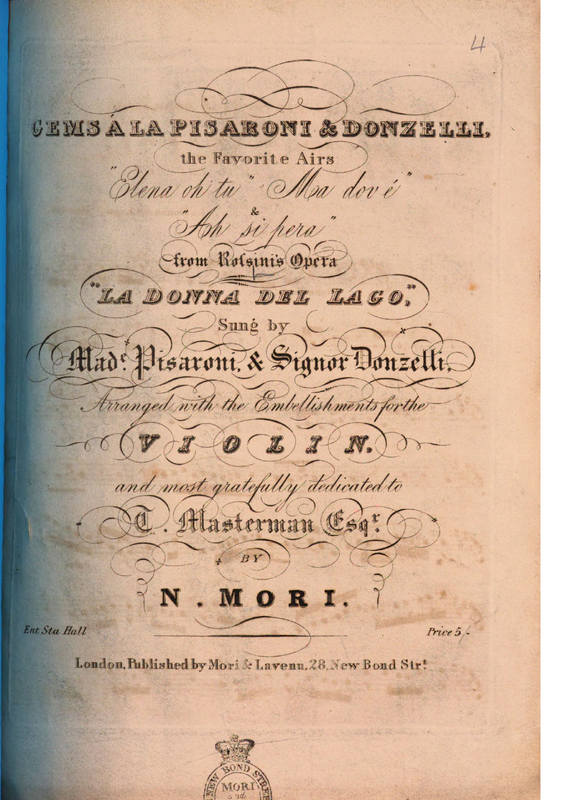 4
GEMS Á LA PISARONI & DONZELLI,
the Favorite Airs
"Elena oh tu" "Ma dov'é"
&
"Ah si pera"
from Rofsini's Opera
"LA DONNA DEL LAGO,"
Sung by
Made. Pisaroni, & Signor Donzelli,
Arranged with the Embellishments for the
VIOLIN.
and most gratefully dedicated to
T. Masterman Esqr.
BY
N. MORI.
Ent. Sta. Hall Price 5/-
London, Published by Mori & Lavenu, 28, New Bond Strt.
NEW BOND STREET
MORI
and